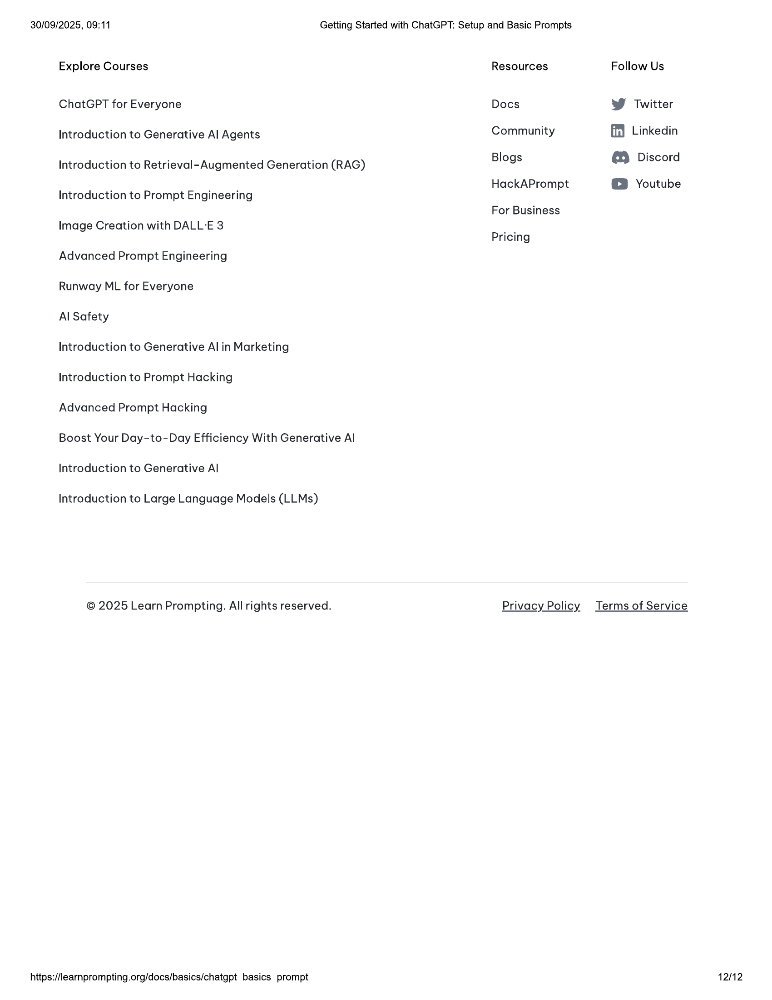 30/09/2025, 09:11
Getting Started with ChatGPT: Setup and Basic Prompts
Explore Courses
ChatGPT for Everyone
Introduction to Generative AI Agents
Introduction to Retrieval-Augmented Generation (RAG)
Introduction to Prompt Engineering
Image Creation with DALL·E 3
Advanced Prompt Engineering
Runway ML for Everyone
AI Safety
Introduction to Generative AI in Marketing
Introduction to Prompt Hacking
Advanced Prompt Hacking
Boost Your Day-to-Day Efficiency With Generative AI
Introduction to Generative AI
Introduction to Large Language Models (LLMs)
Resources
Docs
Community
Blogs
HackAPrompt
For Business
Pricing
Follow Us
Twitter
in Linkedin
Discord
Youtube
© 2025 Learn Prompting. All rights reserved.
Privacy Policy
Terms of Service
https://learnprompting.org/docs/basics/chatgpt_basics_prompt
12/12